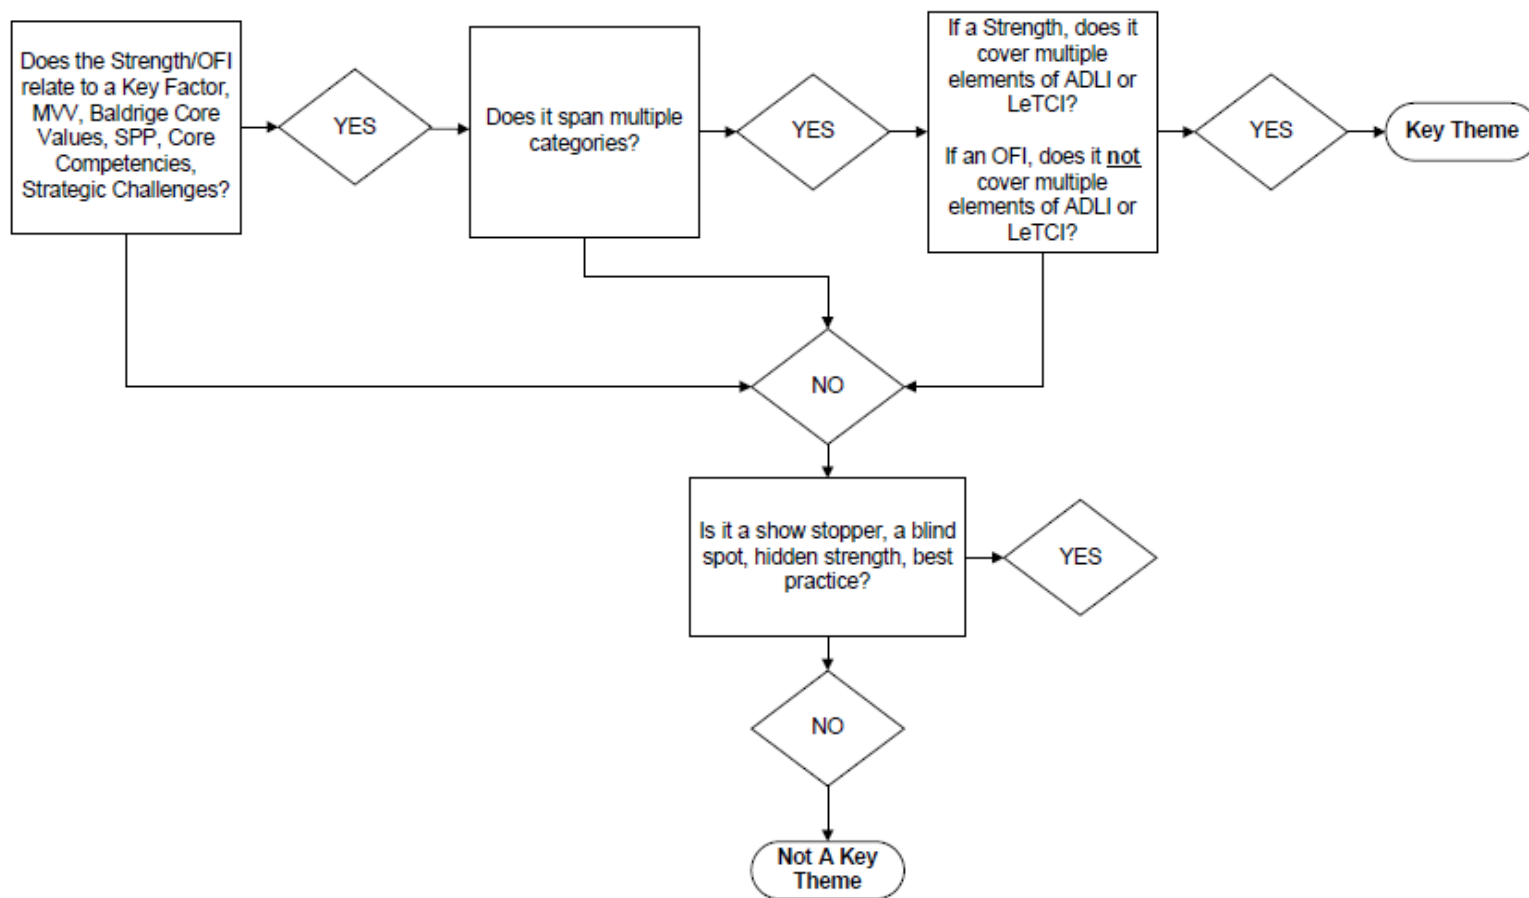 Does the Strength/OFI
relate to a Key Factor,
MVV, Baldrige Core
Values, SPP, Core
Competencies,
Strategic Challenges?
YES
Does it span multiple
categories?
YES
If a Strength, does it
cover multiple
elements of ADLI or
LeTCI?
If an OFI, does it not
cover multiple
elements of ADLI or
LeTCI?
YES
Key Theme
NO
Is it a show stopper, a blind
spot, hidden strength, best
practice?
YES
NO
Not A Key
Theme